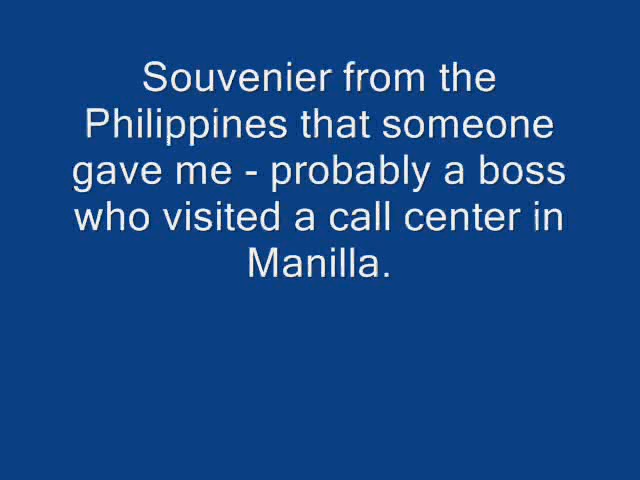 Souvenier from the
Philippines that someone
gave me - probably a boss
who visited a call center in
Manilla.